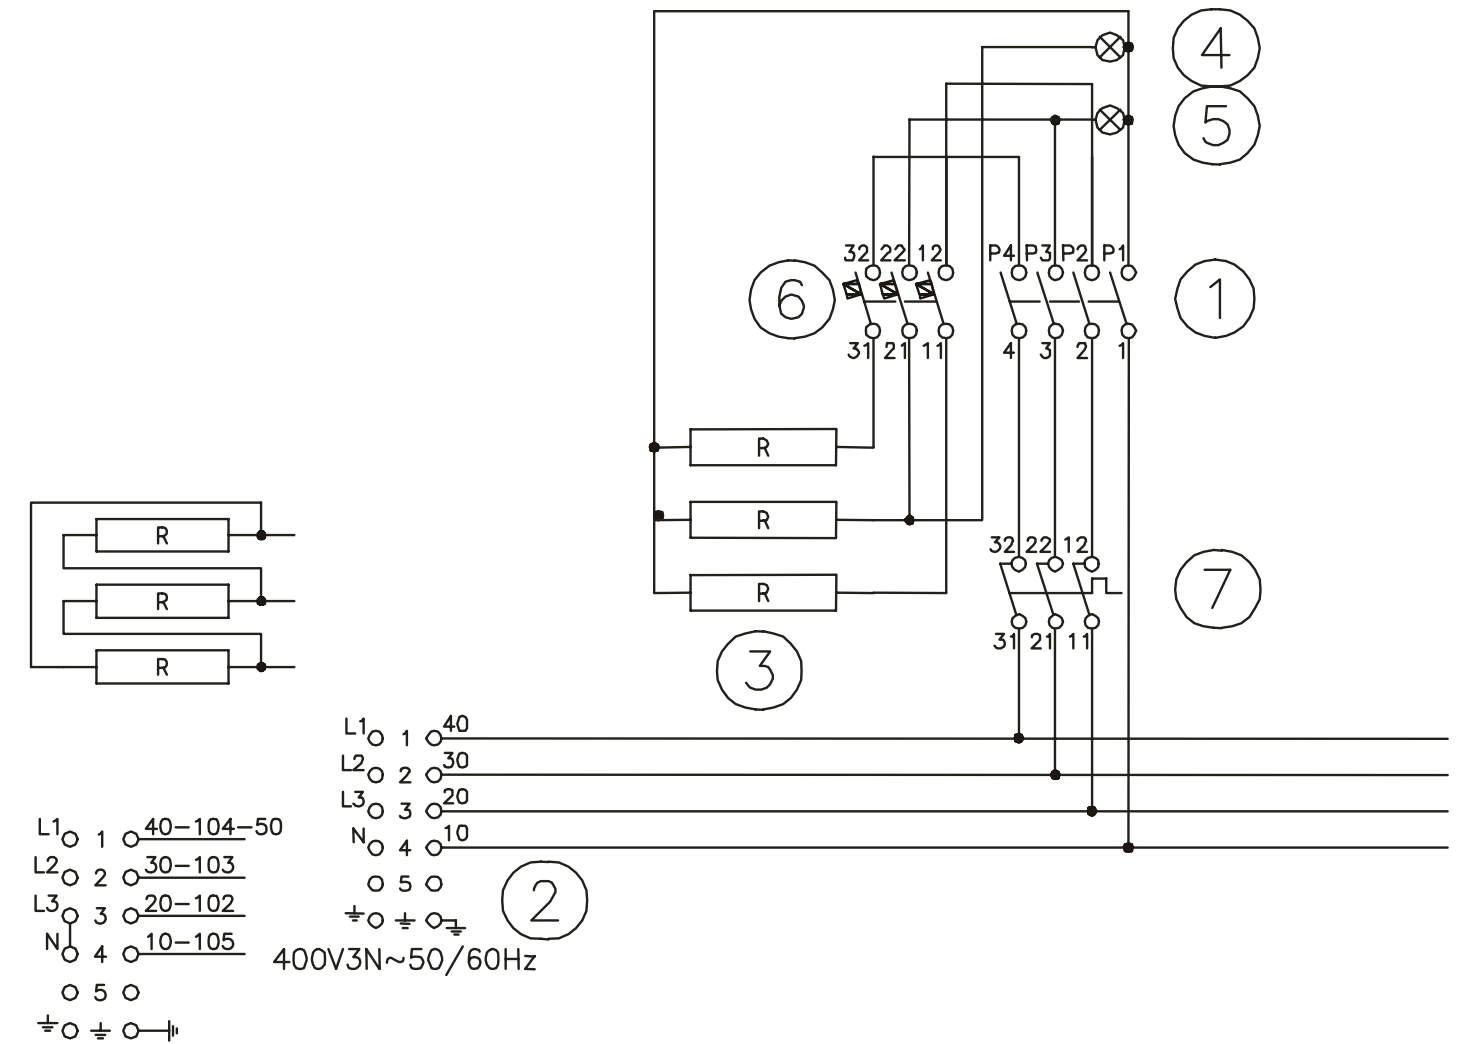 4
5
32 22 12 P4 P3 P2 P1
6
1
31 21 11 4 3 2 1
R
R
R
3
32 22 12
7
31 21 11
R
R
R
L1 1 40
L2 2 30
L3 3 20
N 4 10
5
2
400V3N~50/60Hz
L1 1 40-104-50
L2 2 30-103
L3 3 20-102
N 4 10-105
5